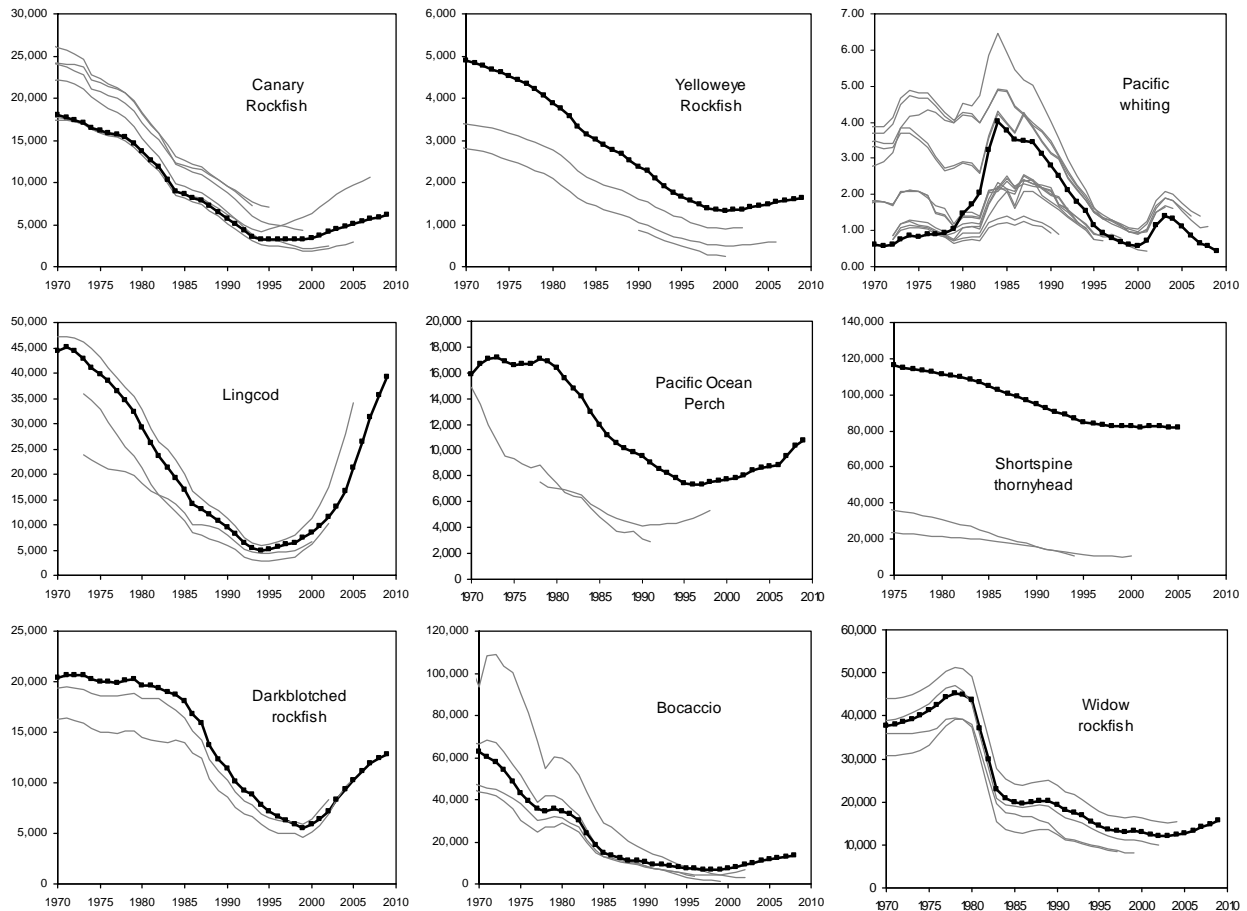 30,000
25,000
20,000
15,000
10,000
5,000
0
Canary
Rockfish
1970 1975 1980 1985 1990 1995 2000 2005 2010
6,000
5,000
4,000
3,000
2,000
1,000
0
Yelloweye
Rockfish
1970 1975 1980 1985 1990 1995 2000 2005 2010
7.00
6.00
5.00
4.00
3.00
2.00
1.00
0.00
Pacific
whiting
1970 1975 1980 1985 1990 1995 2000 2005 2010
50,000
45,000
40,000
35,000
30,000
25,000
20,000
15,000
10,000
5,000
0
Lingcod
1970 1975 1980 1985 1990 1995 2000 2005 2010
20,000
18,000
16,000
14,000
12,000
10,000
8,000
6,000
4,000
2,000
0
Pacific Ocean
Perch
1970 1975 1980 1985 1990 1995 2000 2005 2010
140,000
120,000
100,000
80,000
60,000
40,000
20,000
0
Shortspine
thornyhead
1975 1980 1985 1990 1995 2000 2005 2010
25,000
20,000
15,000
10,000
5,000
0
Darkblotched
rockfish
1970 1975 1980 1985 1990 1995 2000 2005 2010
120,000
100,000
80,000
60,000
40,000
20,000
0
Bocaccio
1970 1975 1980 1985 1990 1995 2000 2005 2010
60,000
50,000
40,000
30,000
20,000
10,000
0
Widow
rockfish
1970 1975 1980 1985 1990 1995 2000 2005 2010